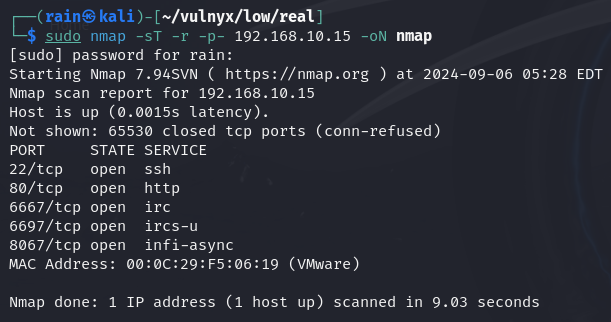 ┌──(rain㉿kali)-[~/vulnyx/low/real]
└─$ sudo nmap -sT -r -p- 192.168.10.15 -oN nmap
[sudo] password for rain:
Starting Nmap 7.94SVN ( https://nmap.org ) at 2024-09-06 05:28 EDT
Nmap scan report for 192.168.10.15
Host is up (0.0015s latency).
Not shown: 65530 closed tcp ports (conn-refused)
PORT     STATE SERVICE
22/tcp   open  ssh
80/tcp   open  http
6667/tcp open  irc
6697/tcp open  ircs-u
8067/tcp open  infi-async
MAC Address: 00:0C:29:F5:06:19 (VMware)
Nmap done: 1 IP address (1 host up) scanned in 9.03 seconds